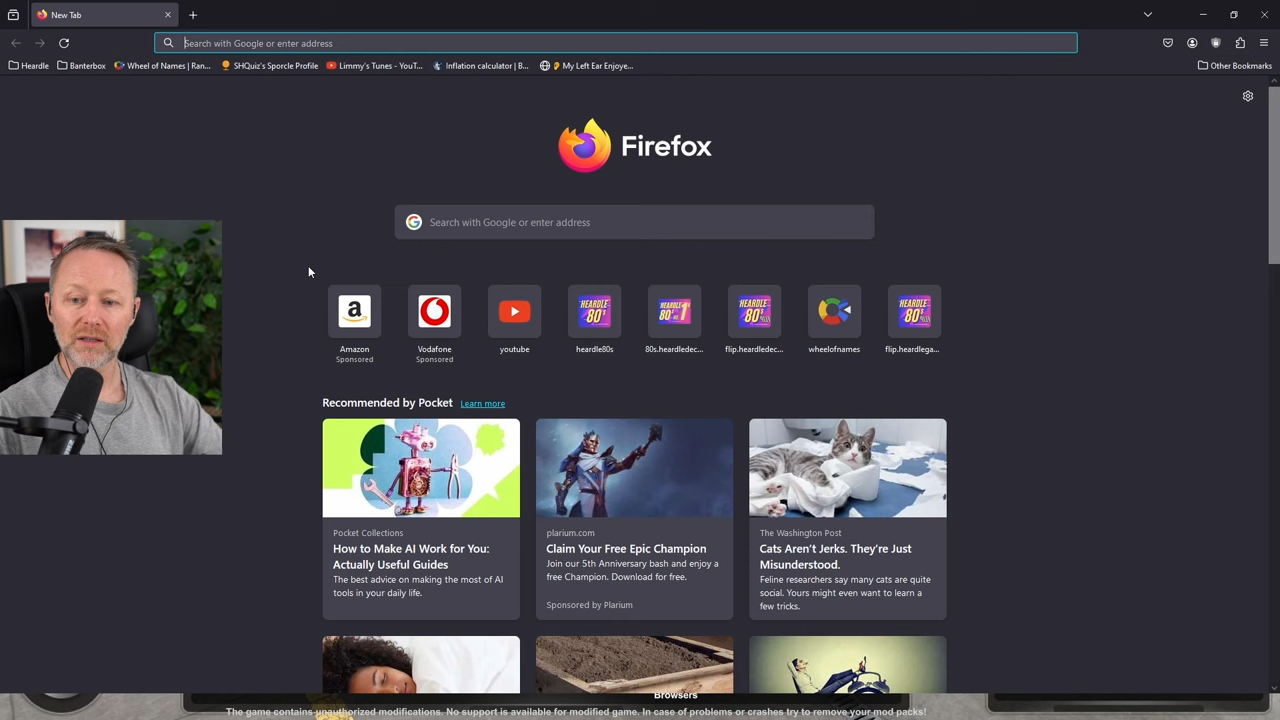 New Tab
Search with Google or enter address
Heardle
Banterbox
Wheel of Names | Ran...
SHQuiz's Sporcle Profile
Limmy's Tunes - YouT...
Inflation calculator | B...
My Left Ear Enjoye...
Other Bookmarks
Firefox
Search with Google or enter address
Amazon
Sponsored
Vodafone
Sponsored
youtube
heardle80s
80s.heardledec...
flip.heardledec...
wheelofnames
flip.heardlega...
Recommended by Pocket Learn more
Pocket Collections
How to Make AI Work for You:
Actually Useful Guides
The best advice on making the most of AI
tools in your daily life.
plarium.com
Claim Your Free Epic Champion
Join our 5th Anniversary bash and enjoy a
free Champion. Download for free.
Sponsored by Plarium
The Washington Post
Cats Aren't Jerks. They're Just
Misunderstood.
Feline researchers say many cats are quite
social. Yours might even want to learn a
few tricks.
Browsers
The game contains unauthorized modifications. No support is available for modified game. In case of problems or crashes try to remove your mod packs!